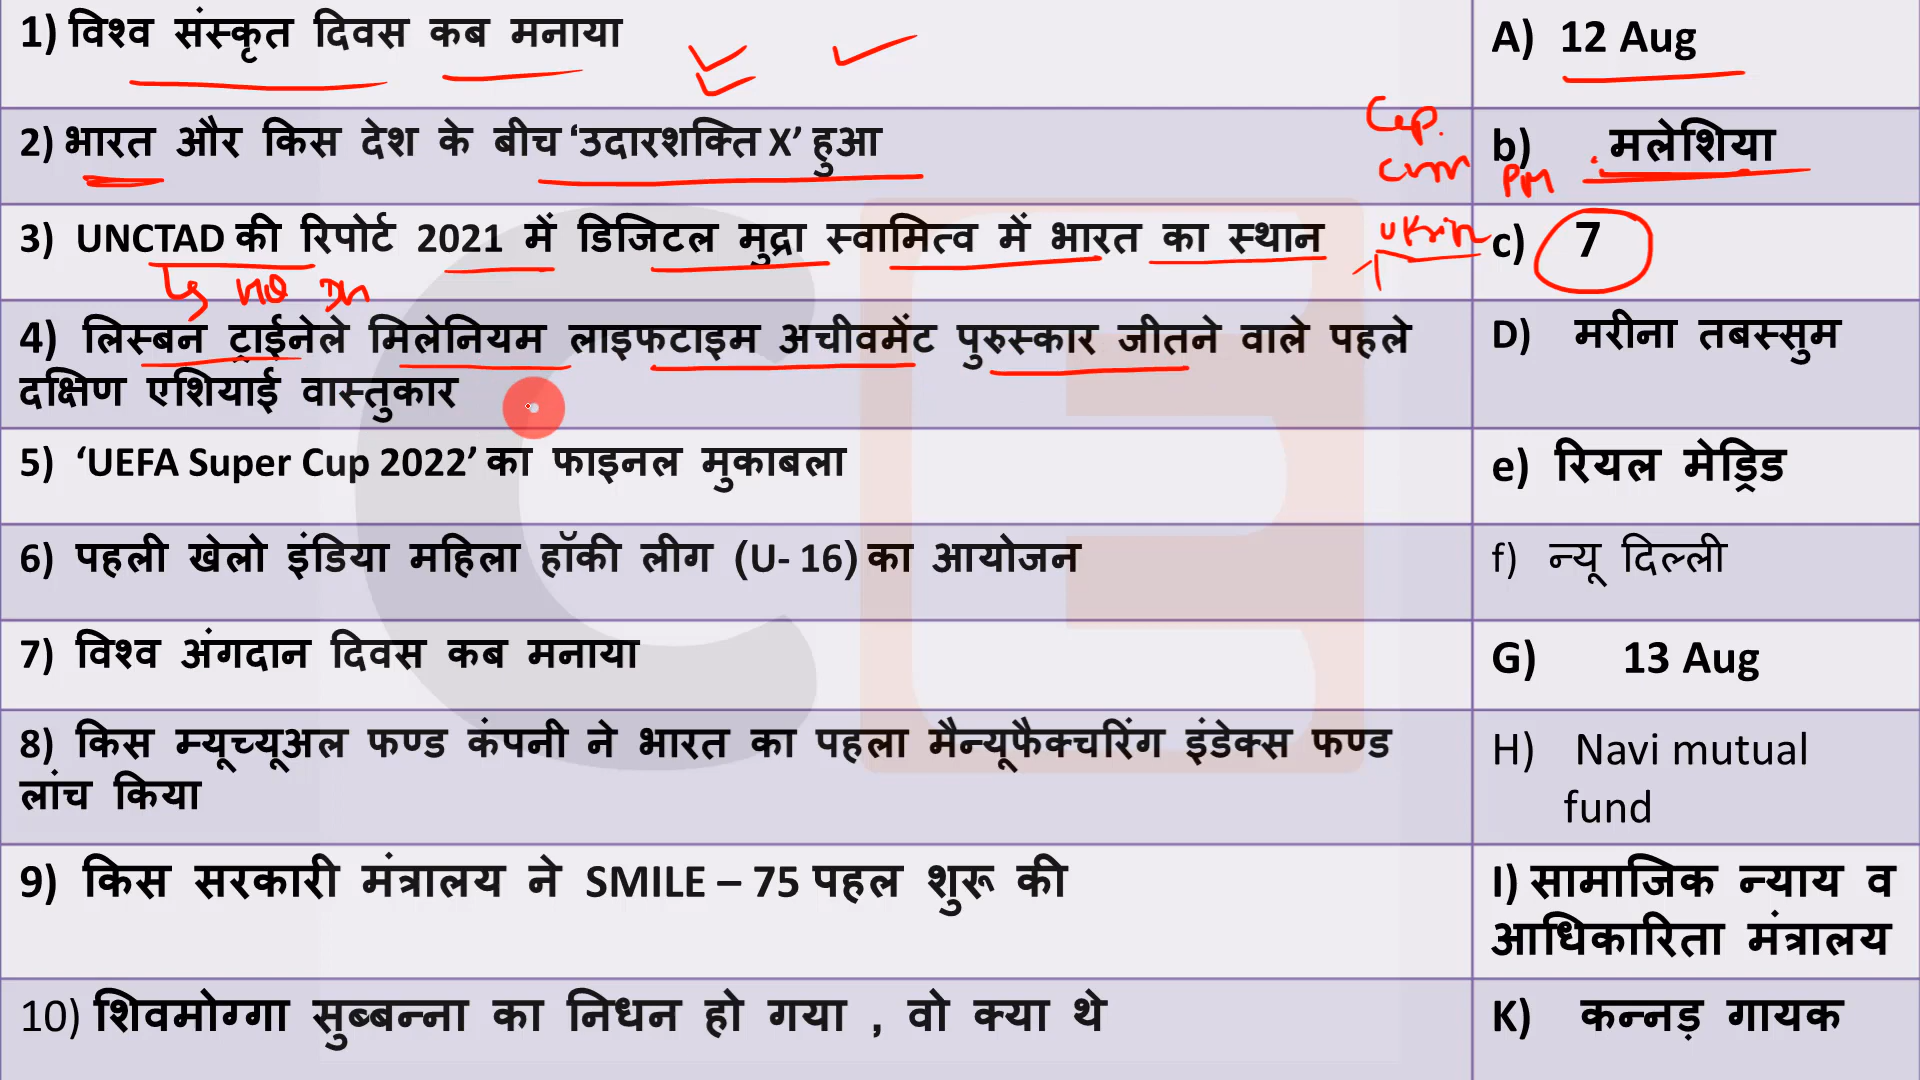 1) विश्व संस्कृत दिवस कब मनाया
A) 12 Aug
2) भारत और किस देश के बीच ‘उदारशक्ति X’ हुआ
b) मलेशिया
PM
3) UNCTAD की रिपोर्ट 2021 में डिजिटल मुद्रा स्वामित्व में भारत का स्थान
c) 7
4) लिस्बन ट्राईनेले मिलेनियम लाइफटाइम अचीवमेंट पुरुस्कार जीतने वाले पहले
दक्षिण एशियाई वास्तुकार
D) मरीना तबस्सुम
5) ‘UEFA Super Cup 2022’ का फाइनल मुकाबला
e) रियल मेड्रिड
6) पहली खेलो इंडिया महिला हॉकी लीग (U- 16) का आयोजन
f) न्यू दिल्ली
7) विश्व अंगदान दिवस कब मनाया
G) 13 Aug
8) किस म्यूच्यूअल फण्ड कंपनी ने भारत का पहला मैन्यूफैक्चरिंग इंडेक्स फण्ड
लांच किया
H) Navi mutual
fund
9) किस सरकारी मंत्रालय ने SMILE – 75 पहल शुरू की
I) सामाजिक न्याय व
आधिकारिता मंत्रालय
10) शिवमोग्गा सुब्बन्ना का निधन हो गया , वो क्या थे
K) कन्नड़ गायक